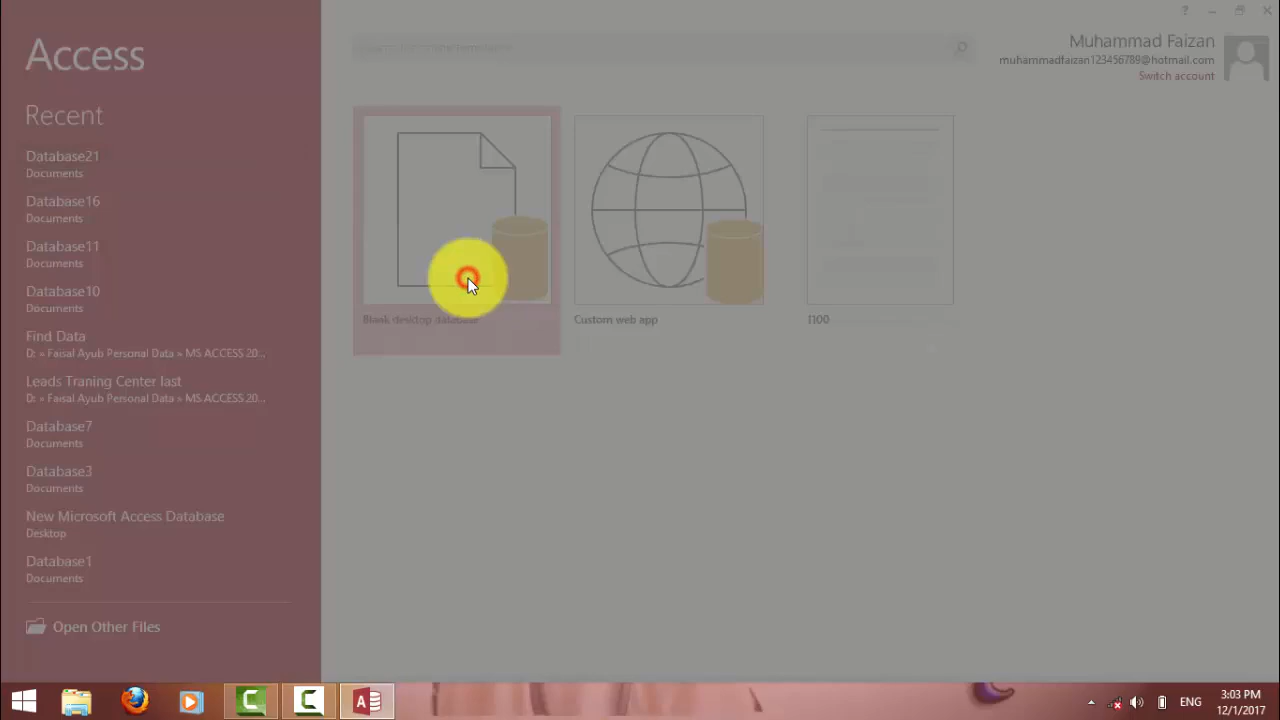 Access
Recent
Database21
Documents
Database16
Documents
Database11
Documents
Database10
Documents
Find Data
D: » Faisal Ayub Personal Data » MS ACCESS 20...
Leads Traning Center last
D: » Faisal Ayub Personal Data » MS ACCESS 20...
Database7
Documents
Database3
Documents
New Microsoft Access Database
Desktop
Database1
Documents
Open Other Files
?
Muhammad Faizan
muhammadfaizan123456789@hotmail.com
Switch account
Blank desktop database
Custom web app
1100
ENG
3:03 PM
12/1/2017